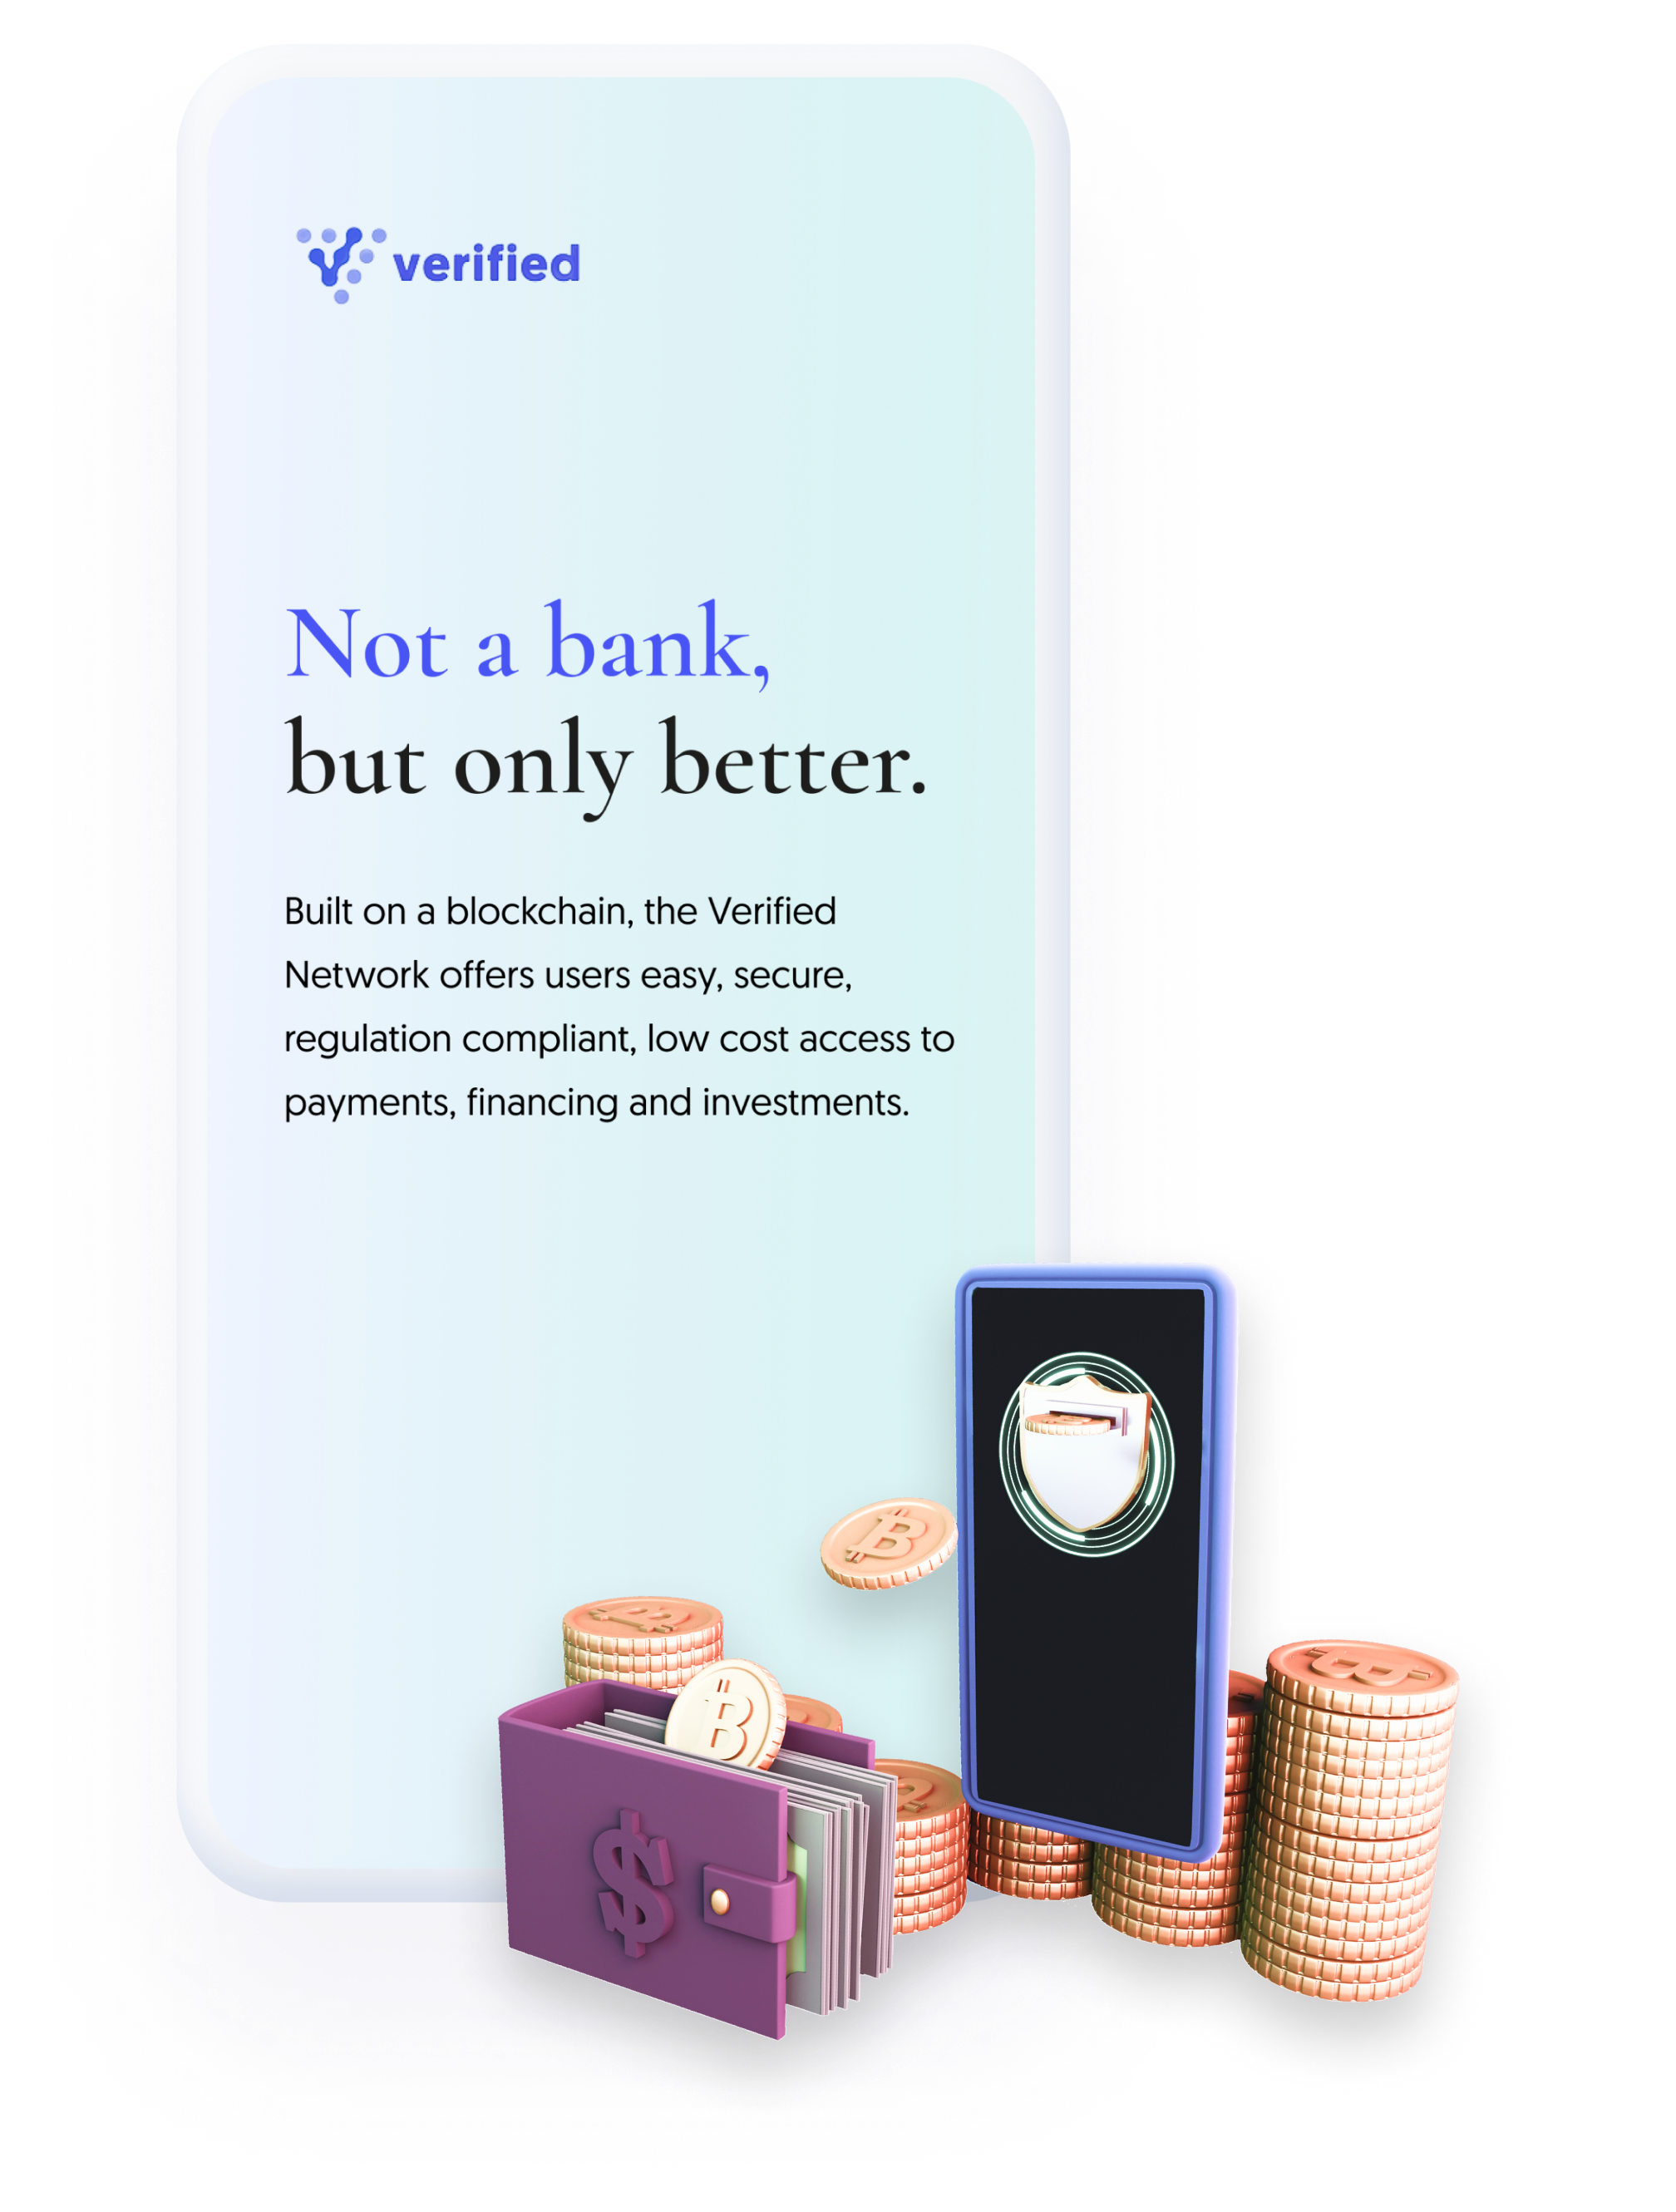 verified
Not a bank,
but only better.
Built on a blockchain, the Verified
Network offers users easy, secure,
regulation compliant, low cost access to
payments, financing and investments.